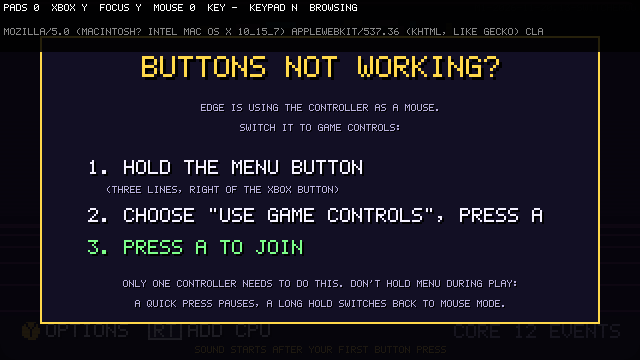 PADS 0 XBOX Y FOCUS Y MOUSE 0 KEY - KEYPAD N BROWSING
MOZILLA/5.0 (MACINTOSH? INTEL MAC OS X 10_15_7) APPLEWEBKIT/537.36 (KHTML, LIKE GECKO) CLA
BUTTONS NOT WORKING?
EDGE IS USING THE CONTROLLER AS A MOUSE.
SWITCH IT TO GAME CONTROLS:
1. HOLD THE MENU BUTTON
(THREE LINES, RIGHT OF THE XBOX BUTTON)
2. CHOOSE "USE GAME CONTROLS", PRESS A
3. PRESS A TO JOIN
ONLY ONE CONTROLLER NEEDS TO DO THIS. DON'T HOLD MENU DURING PLAY:
A QUICK PRESS PAUSES, A LONG HOLD SWITCHES BACK TO MOUSE MODE.
Y OPTIONS RT ADD CPU CORE 12 EVENTS
SOUND STARTS AFTER YOUR FIRST BUTTON PRESS